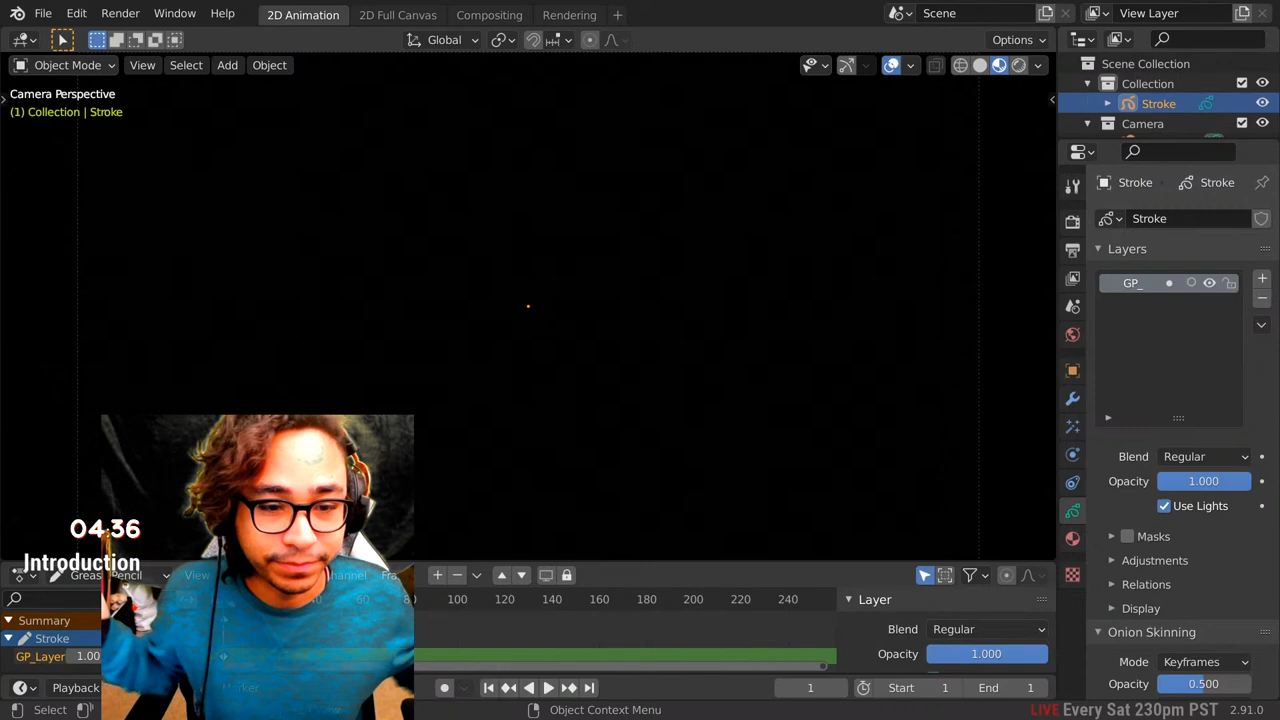 File Edit Render Window Help 2D Animation 2D Full Canvas Compositing Rendering + Scene View Layer
Global Options
Object Mode View Select Add Object
Scene Collection
Collection
Stroke
Camera
Camera Perspective
(1) Collection | Stroke
Stroke Stroke
Stroke
Layers
GP_
Blend Regular
Opacity 1.000
Use Lights
Masks
Adjustments
Relations
Display
Onion Skinning
Mode Keyframes
Opacity 0.500
04:36
Introduction
Grease Pencil View
80 100 120 140 160 180 200 220 240
Summary
Stroke
GP_Layer 1.00
Layer
Blend Regular
Opacity 1.000
Playback Marker 1 Start 1 End 1
Select Object Context Menu 2.91.0
LIVE Every Sat 230pm PST